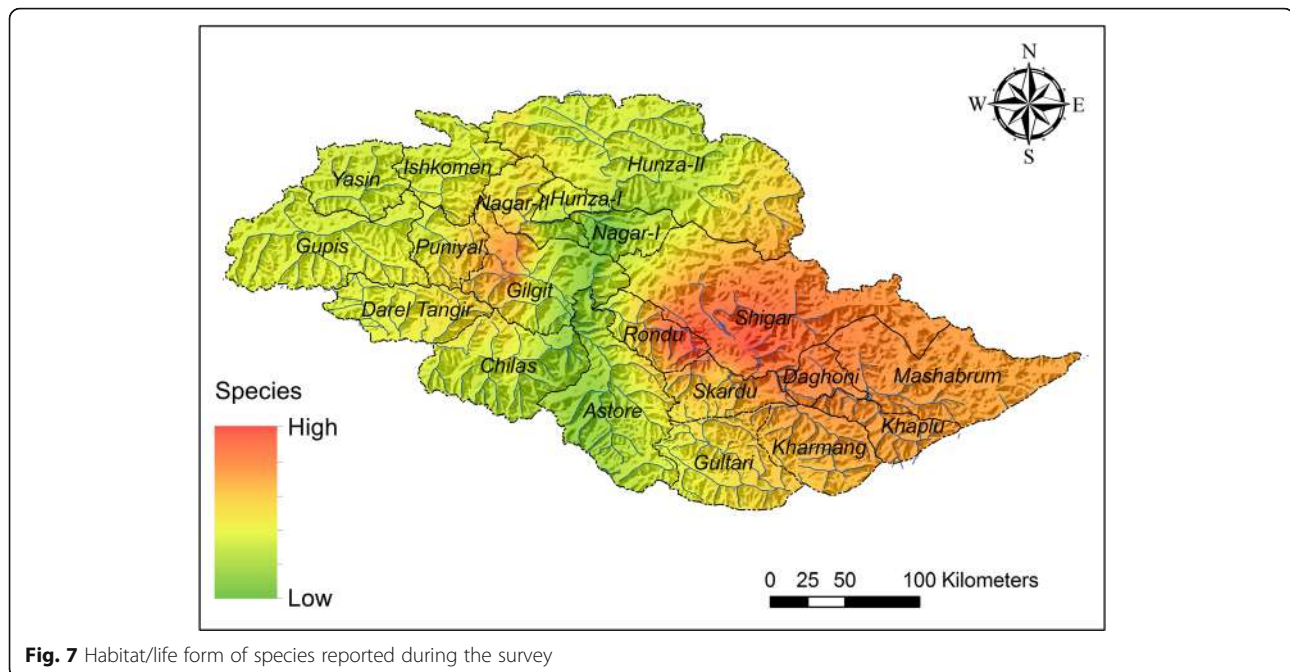 N
W E
S
Hunza-II
Ishkomen
Yasin
Nagar-II
Hunza-I
Nagar-I
Gupis
Puniyal
Gilgit
Darel Tangir
Shigar
Rondu
Chilas
Daghoni
Mashabrum
Skardu
Astore
Khaplu
Kharmang
Gultari
Species
High
Low
0 25 50 100 Kilometers
Fig. 7 Habitat/life form of species reported during the survey